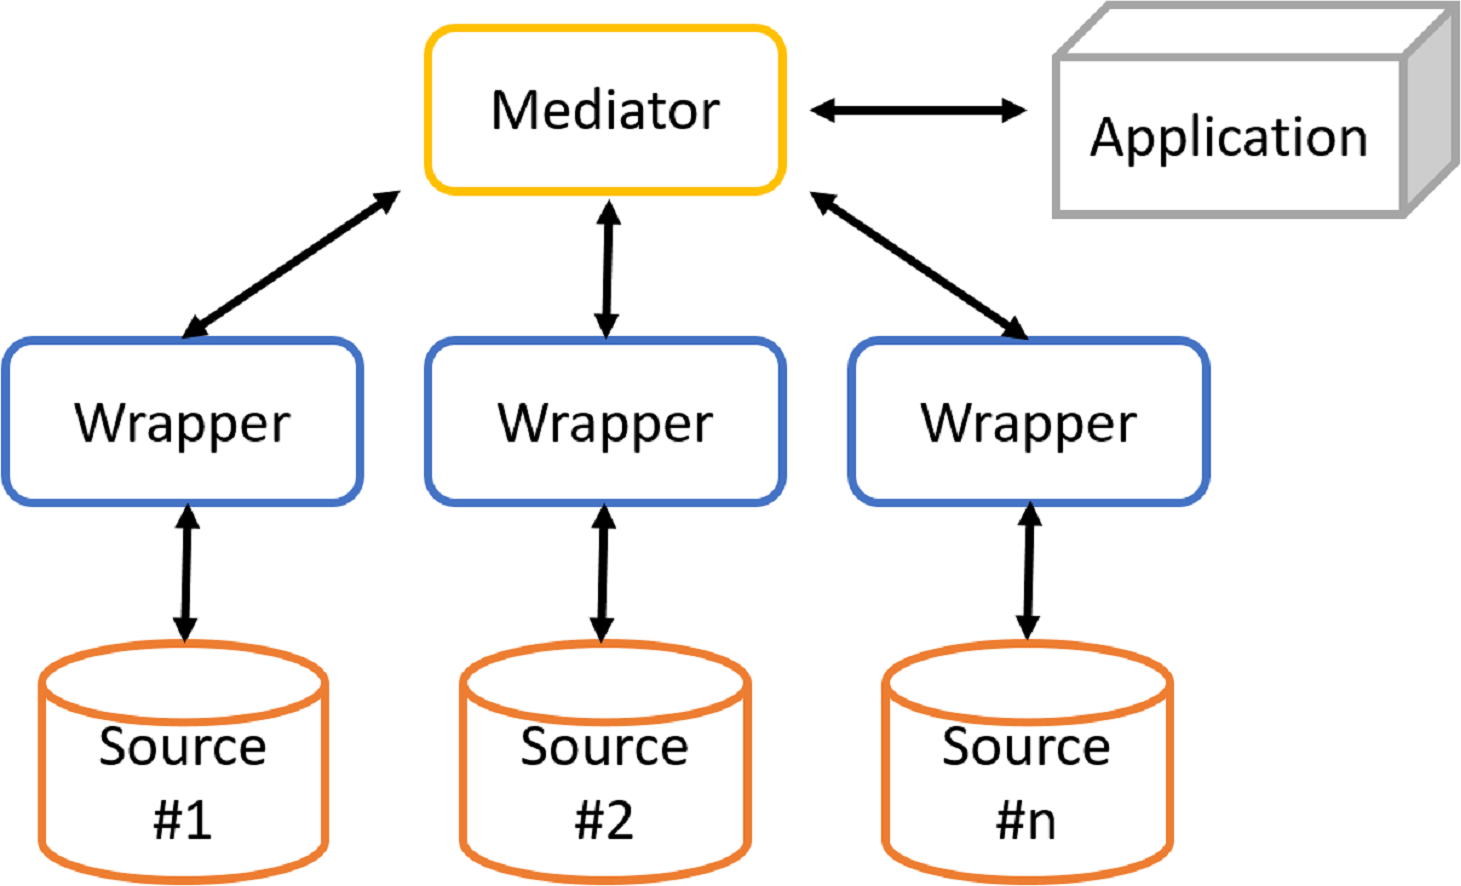 Mediator
Application
Wrapper
Wrapper
Wrapper
Source
#1
Source
#2
Source
#n